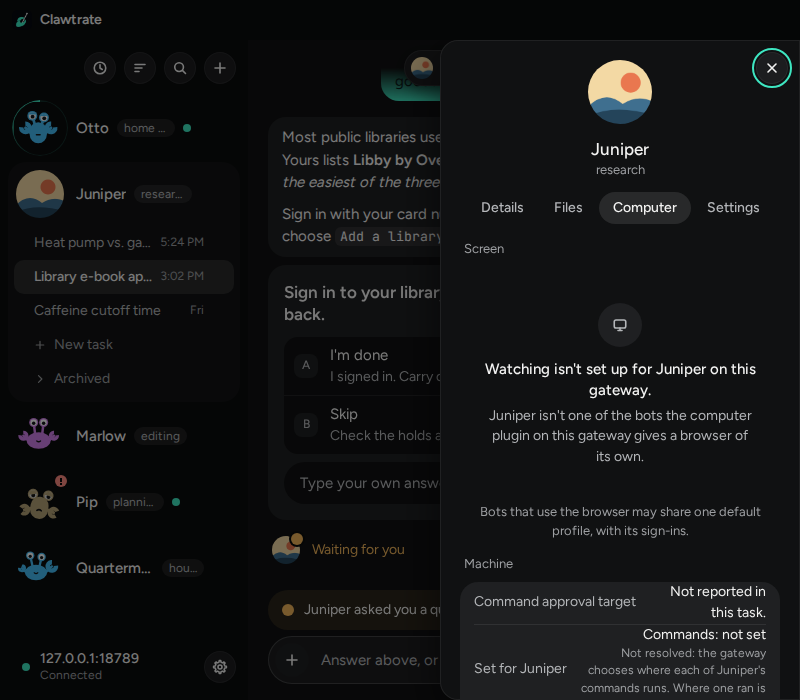 Clawtrate
Otto
home ...
Juniper
resear...
Heat pump vs. ga...
5:24 PM
Library e-book ap...
3:02 PM
Caffeine cutoff time
Fri
New task
Archived
Marlow
editing
Pip
planni...
Quarterm...
hou...
127.0.0.1:18789
Connected
Most public libraries use
Yours lists Libby by Ove
the easiest of the three
Sign in with your card n
choose Add a library
Sign in to your librar
back.
A
I'm done
I signed in. Carry o
B
Skip
Check the holds a
Type your own answ
Waiting for you
Juniper asked you a qu
Answer above, or
Juniper
research
Details
Files
Computer
Settings
Screen
Watching isn't set up for Juniper on this
gateway.
Juniper isn't one of the bots the computer
plugin on this gateway gives a browser of
its own.
Bots that use the browser may share one default
profile, with its sign-ins.
Machine
Command approval target
Not reported in
this task.
Set for Juniper
Commands: not set
Not resolved: the gateway
chooses where each of Juniper's
commands runs. Where one ran is